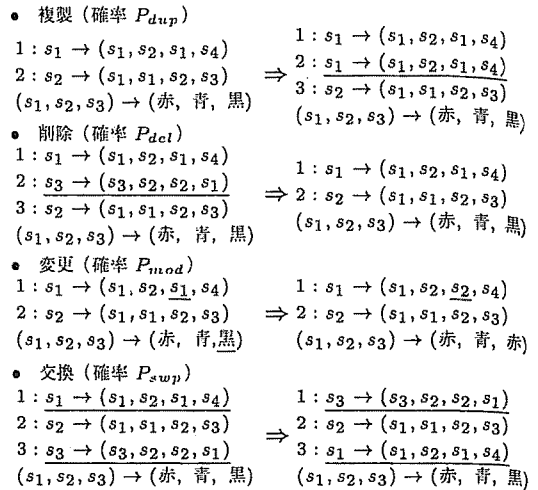 • 複製 (確率 P_{dup})
1 : s1 → (s1, s2, s1, s4)
2 : s2 → (s1, s1, s2, s3)
(s1, s2, s3) → (赤, 青, 黒)
⇒
1 : s1 → (s1, s2, s1, s4)
2 : s1 → (s1, s2, s1, s4)
3 : s2 → (s1, s1, s2, s3)
(s1, s2, s3) → (赤, 青, 黒)
• 削除 (確率 P_{del})
1 : s1 → (s1, s2, s1, s4)
2 : s3 → (s3, s2, s2, s1)
3 : s2 → (s1, s1, s2, s3)
(s1, s2, s3) → (赤, 青, 黒)
⇒
1 : s1 → (s1, s2, s1, s4)
2 : s2 → (s1, s1, s2, s3)
(s1, s2, s3) → (赤, 青, 黒)
• 変更 (確率 P_{mod})
1 : s1 → (s1, s2, s1, s4)
2 : s2 → (s1, s1, s2, s3)
(s1, s2, s3) → (赤, 青, 黒)
⇒
1 : s1 → (s1, s2, s2, s4)
2 : s2 → (s1, s1, s2, s3)
(s1, s2, s3) → (赤, 青, 赤)
• 交換 (確率 P_{swp})
1 : s1 → (s1, s2, s1, s4)
2 : s2 → (s1, s1, s2, s3)
3 : s3 → (s3, s2, s2, s1)
(s1, s2, s3) → (赤, 青, 黒)
⇒
1 : s3 → (s3, s2, s2, s1)
2 : s2 → (s1, s1, s2, s3)
3 : s1 → (s1, s2, s1, s4)
(s1, s2, s3) → (赤, 青, 黒)